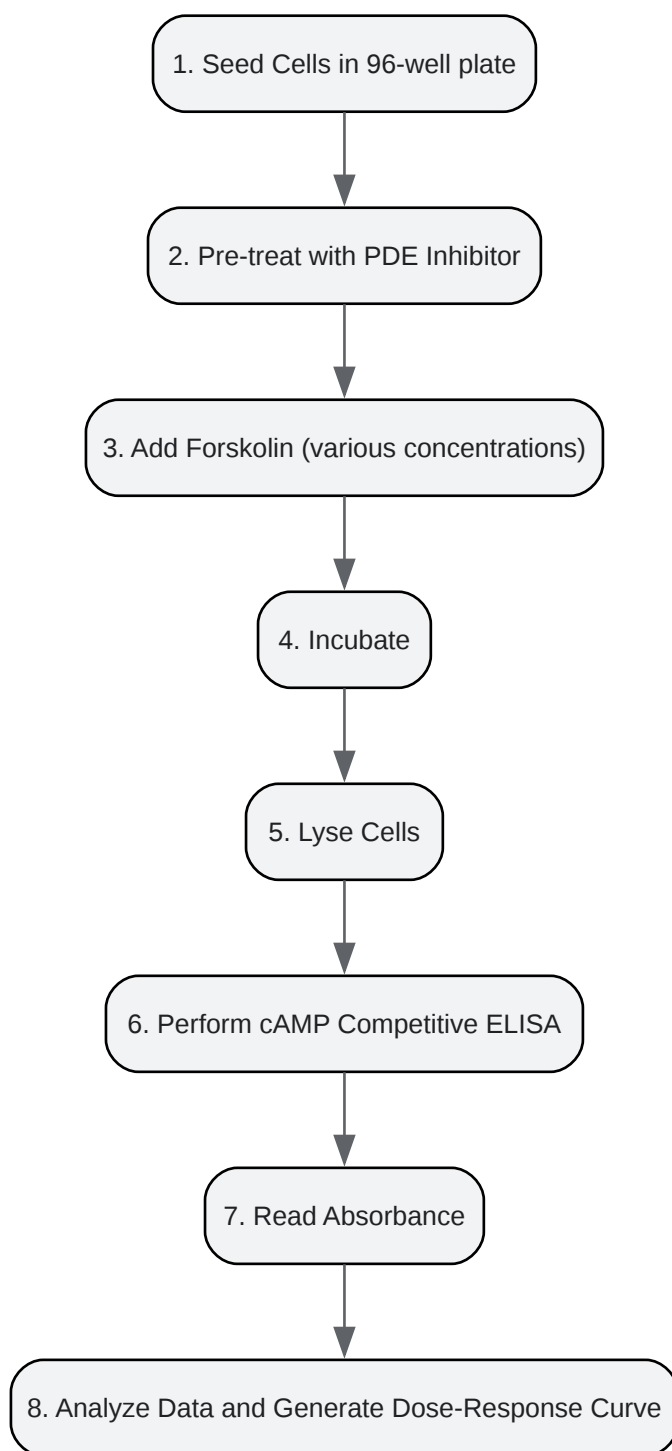 1. Seed Cells in 96-well plate
2. Pre-treat with PDE Inhibitor
3. Add Forskolin (various concentrations)
4. Incubate
5. Lyse Cells
6. Perform cAMP Competitive ELISA
7. Read Absorbance
8. Analyze Data and Generate Dose-Response Curve